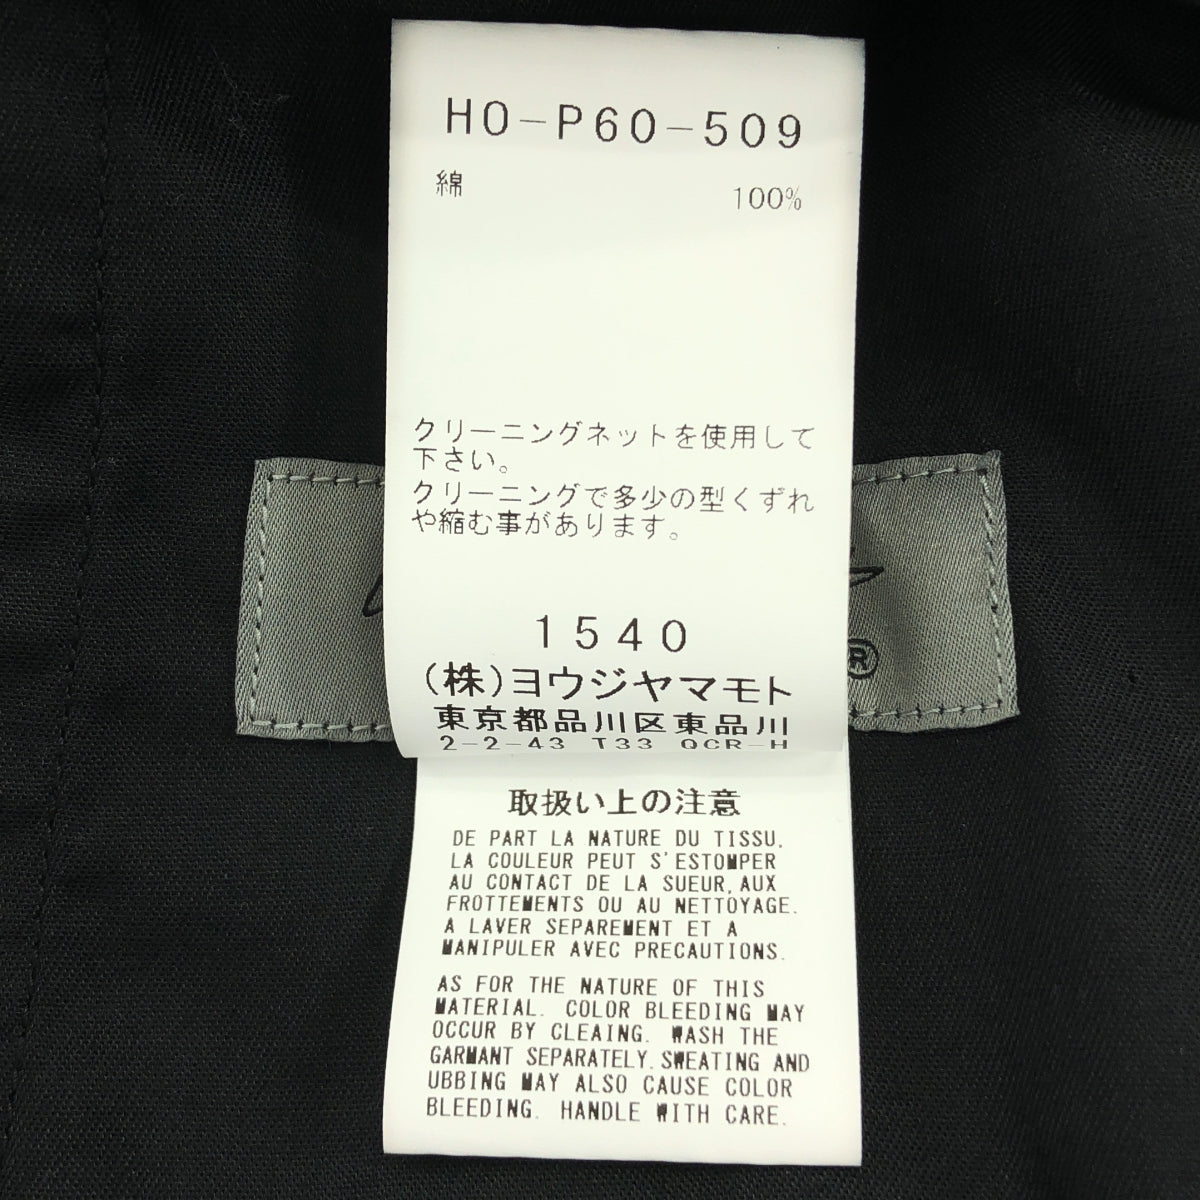 HO-P60-509
綿 100%
クリーニングネットを使用して
下さい。
クリーニングで多少の型くずれ
や縮む事があります。
1540
(株)ヨウジヤマモト
東京都品川区東品川
2-2-43 T33 OCR-H
®
取扱い上の注意
DE PART LA NATURE DU TISSU.
LA COULEUR PEUT S'ESTOMPER
AU CONTACT DE LA SUEUR,AUX
FROTTEMENTS OU AU NETTOYAGE.
A LAVER SEPAREMENT ET A
MANIPULER AVEC PRECAUTIONS.
AS FOR THE NATURE OF THIS
MATERIAL. COLOR BLEEDING MAY
OCCUR BY CLEAING. WASH THE
GARMANT SEPARATELY.SWEATING AND
UBBING MAY ALSO CAUSE COLOR
BLEEDING. HANDLE WITH CARE.